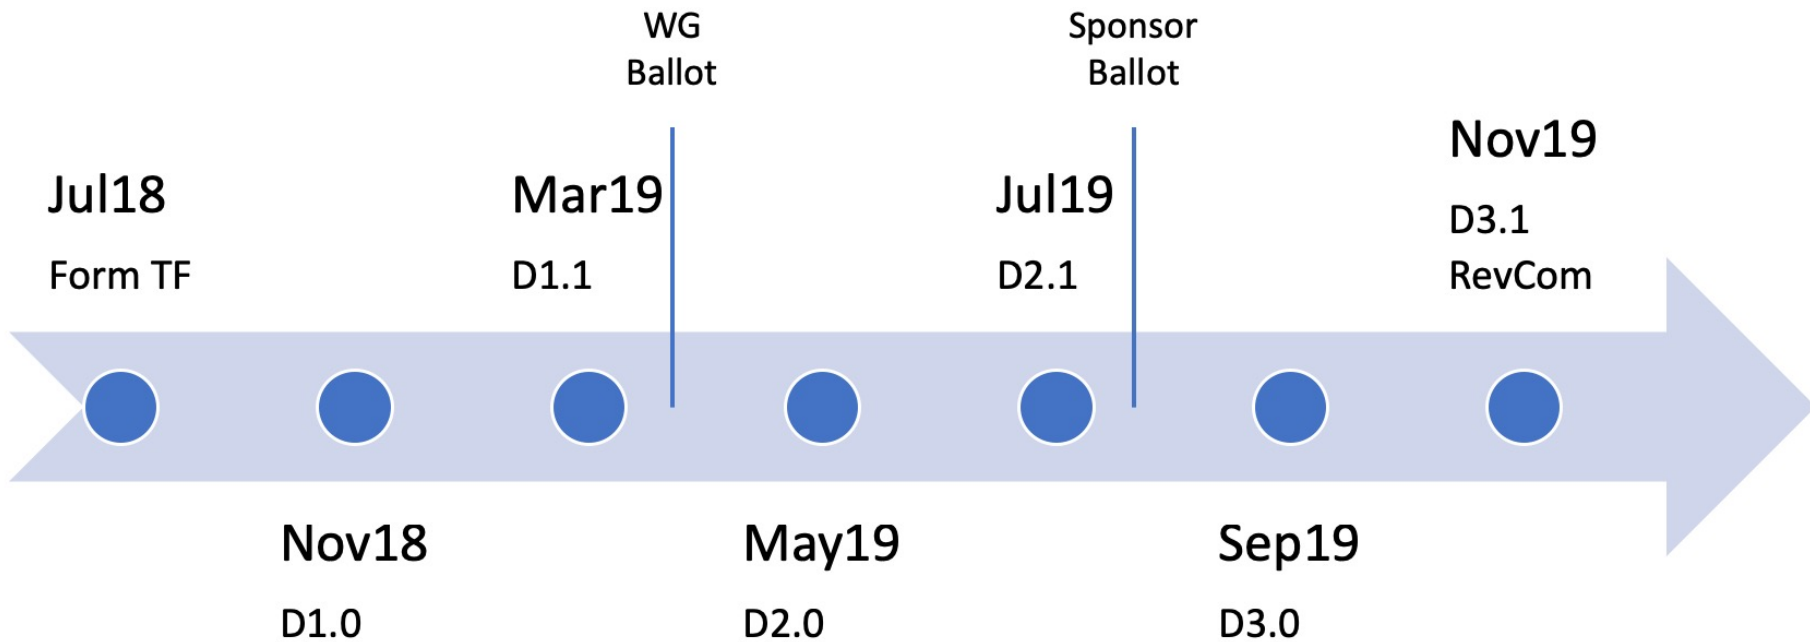 WG
Ballot
Sponsor
Ballot
Jul18
Form TF
Mar19
D1.1
Jul19
D2.1
Nov19
D3.1
RevCom
Nov18
D1.0
May19
D2.0
Sep19
D3.0